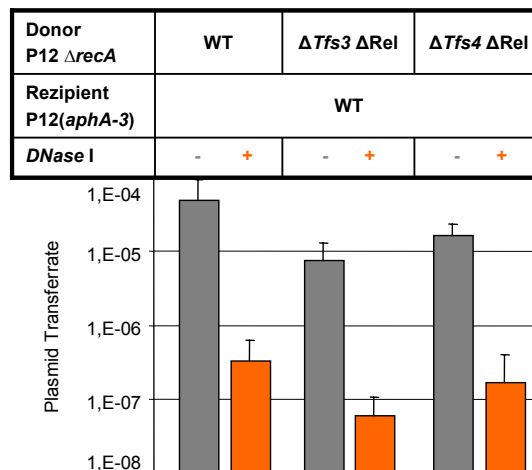 Donor
P12 ΔrecA
WT
ΔTfs3 ΔRel
ΔTfs4 ΔRel
Rezipient
P12(aphA-3)
WT
DNase I
- + - + - +
Plasmid Transferrate
1,E-04
1,E-05
1,E-06
1,E-07
1,E-08